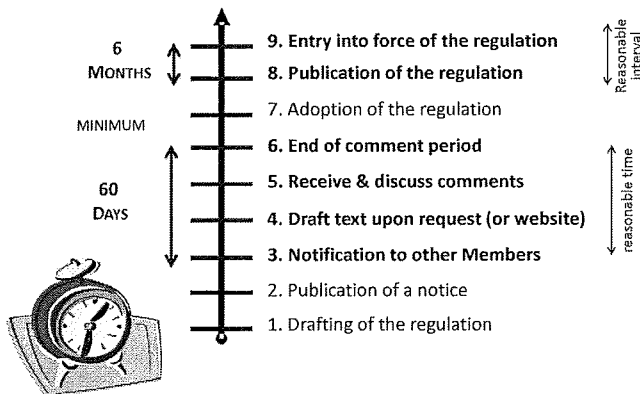 6
MONTHS
MINIMUM
60
DAYS
9. Entry into force of the regulation
8. Publication of the regulation
7. Adoption of the regulation
6. End of comment period
5. Receive & discuss comments
4. Draft text upon request (or website)
3. Notification to other Members
2. Publication of a notice
1. Drafting of the regulation
Reasonable
interval
reasonable time